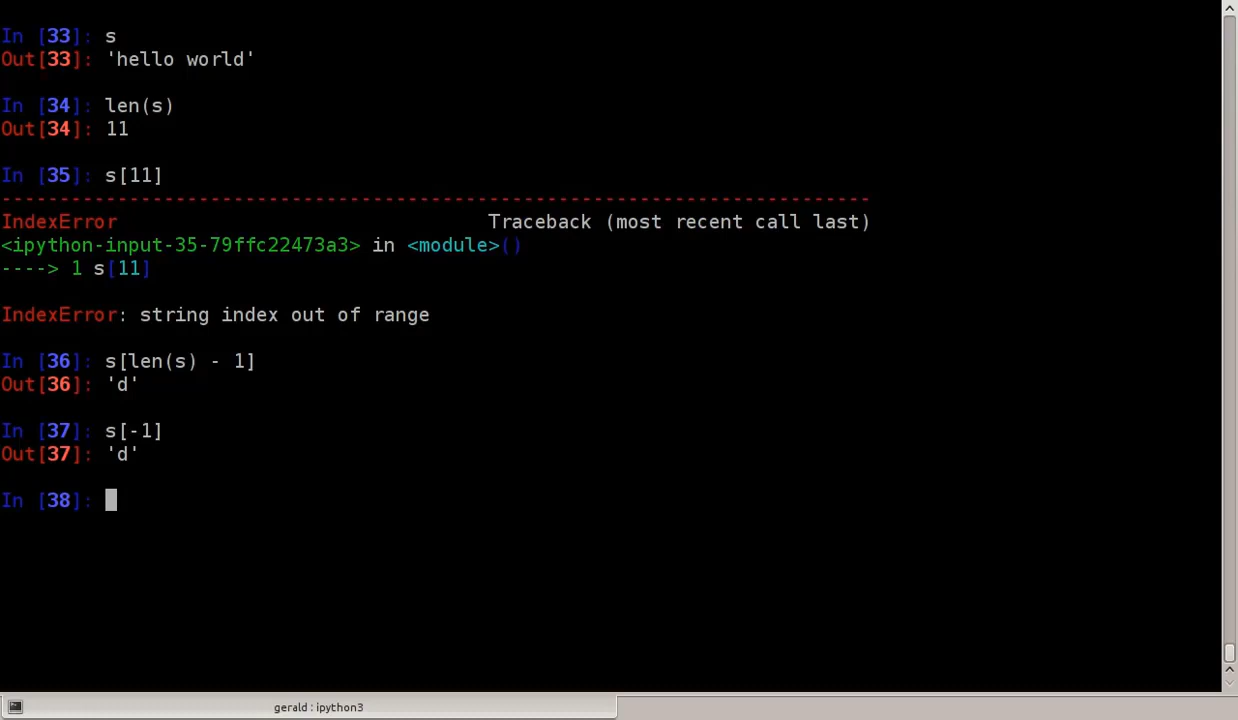 In [33]: s
Out[33]: 'hello world'
In [34]: len(s)
Out[34]: 11
In [35]: s[11]
---------------------------------------------------------------------------
IndexError                                Traceback (most recent call last)
<ipython-input-35-79ffc22473a3> in <module>()
----> 1 s[11]
IndexError: string index out of range
In [36]: s[len(s) - 1]
Out[36]: 'd'
In [37]: s[-1]
Out[37]: 'd'
In [38]:
gerald : ipython3